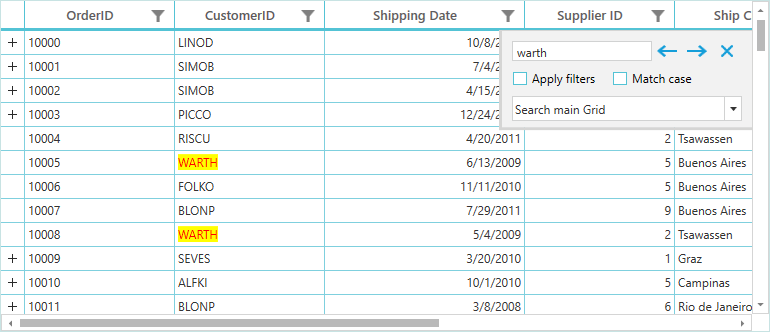 OrderID CustomerID Shipping Date Supplier ID Ship C
10000 LINOD 10/8/2
warth
10001 SIMOB 7/4/2
Apply filters Match case
10002 SIMOB 4/15/2
10003 PICCO 12/24/2
Search main Grid
10004 RISCU 4/20/2011 2 Tsawassen
10005 WARTH 6/13/2009 5 Buenos Aires
10006 FOLKO 11/11/2010 5 Buenos Aires
10007 BLONP 7/29/2011 9 Buenos Aires
10008 WARTH 5/4/2009 2 Tsawassen
10009 SEVES 3/20/2010 1 Graz
10010 ALFKI 10/1/2010 5 Campinas
10011 BLONP 3/8/2008 6 Rio de Janeiro